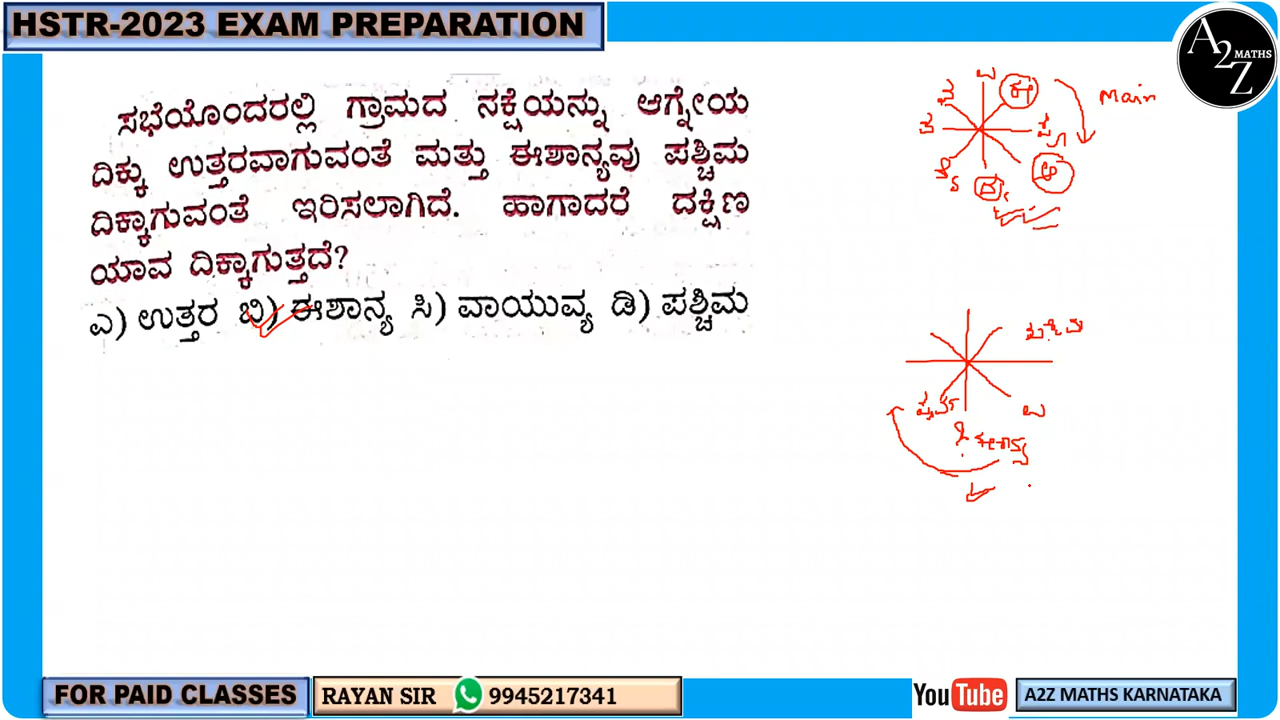 HSTR-2023 EXAM PREPARATION
A2Z MATHS
ಸಭೆಯೊಂದರಲ್ಲಿ ಗ್ರಾಮದ ನಕ್ಷೆಯನ್ನು ಆಗ್ನೇಯ
ದಿಕ್ಕು ಉತ್ತರವಾಗುವಂತೆ ಮತ್ತು ಈಶಾನ್ಯವು ಪಶ್ಚಿಮ
ದಿಕ್ಕಾಗುವಂತೆ ಇರಿಸಲಾಗಿದೆ. ಹಾಗಾದರೆ ದಕ್ಷಿಣ
ಯಾವ ದಿಕ್ಕಾಗುತ್ತದೆ?
ಎ) ಉತ್ತರ ಬಿ) ಈಶಾನ್ಯ ಸಿ) ವಾಯುವ್ಯ ಡಿ) ಪಶ್ಚಿಮ
Main
FOR PAID CLASSES
RAYAN SIR 9945217341
YouTube
A2Z MATHS KARNATAKA